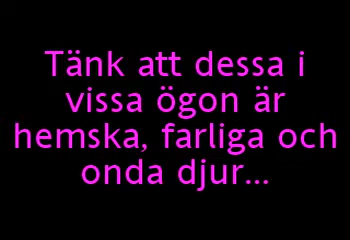 Tänk att dessa i
vissa ögon är
hemska, farliga och
onda djur...